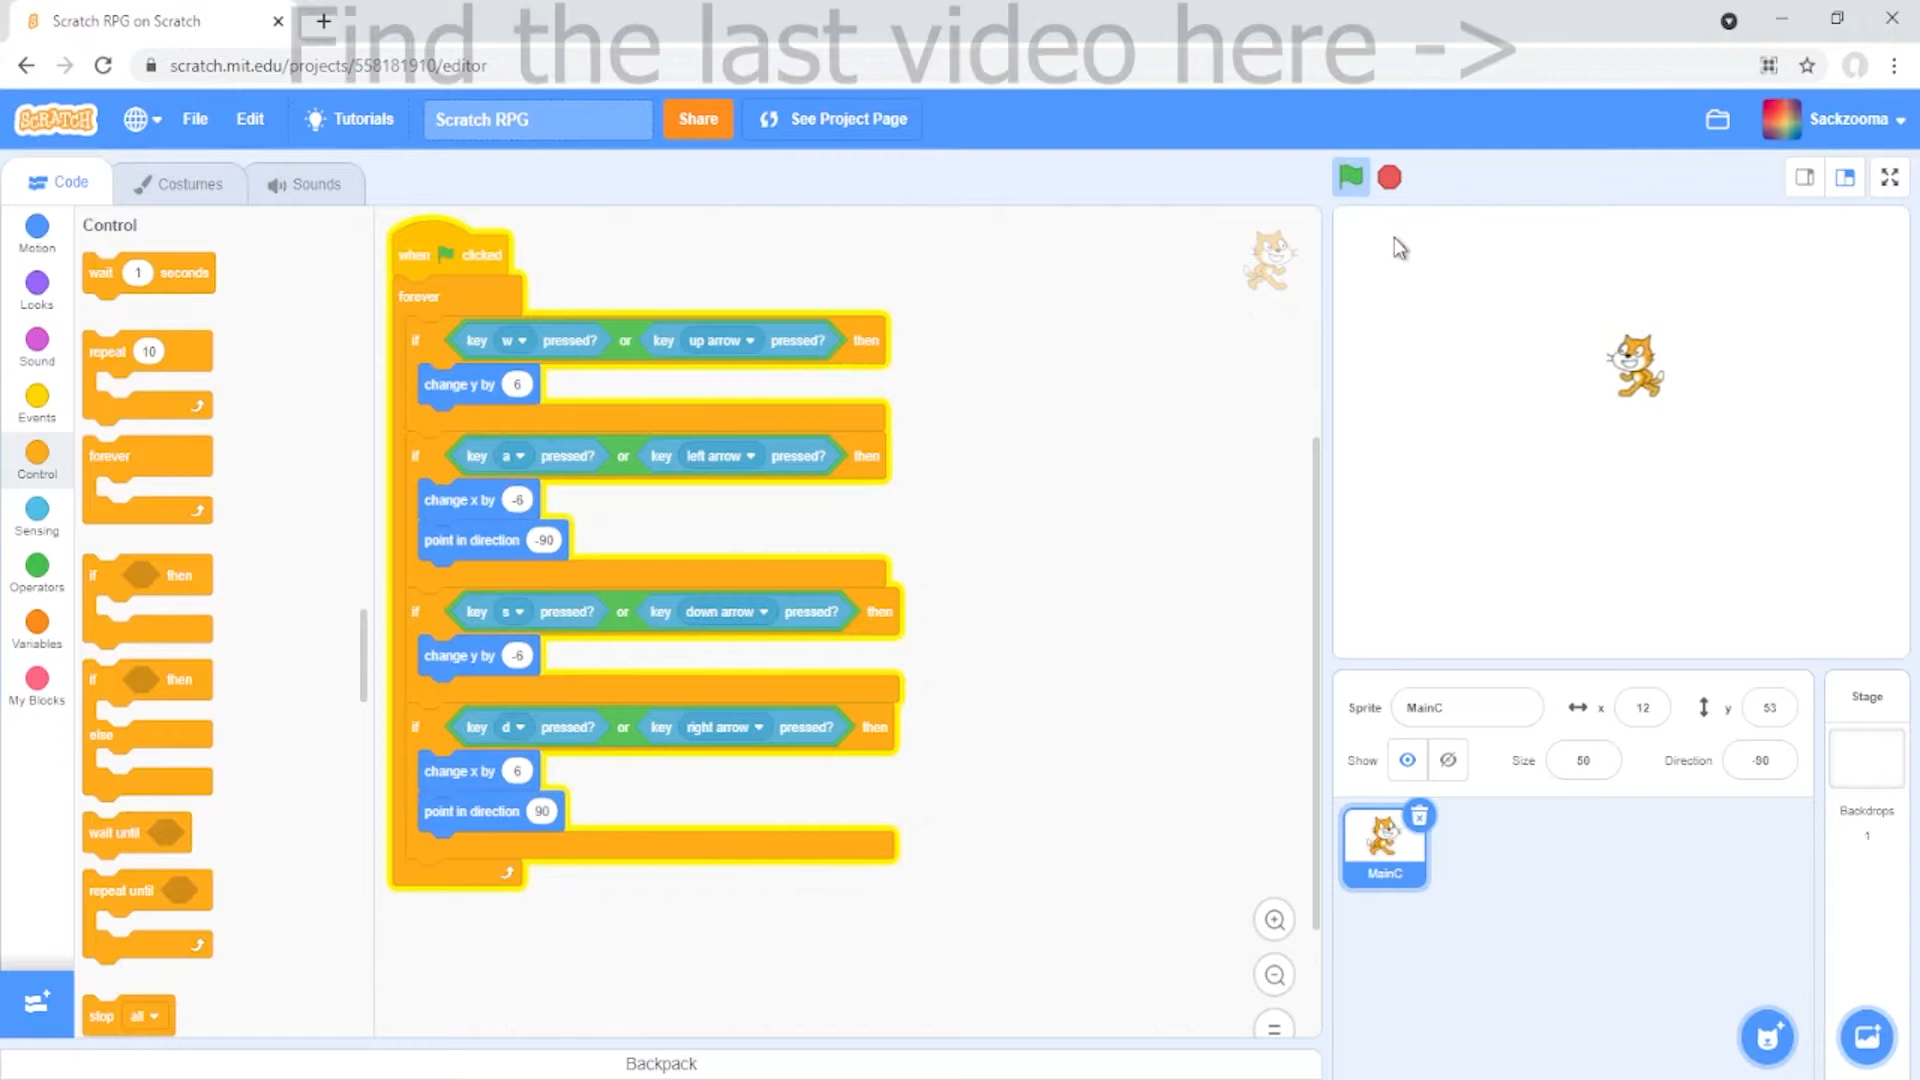 Scratch RPG on Scratch
Find the last video here ->
scratch.mit.edu/projects/558181910/editor
SCRATCH
File
Edit
Tutorials
Scratch RPG
Share
See Project Page
Sackzooma
Code
Costumes
Sounds
Motion
Looks
Sound
Events
Control
Sensing
Operators
Variables
My Blocks
Control
wait 1 seconds
repeat 10
forever
if then
if then
else
wait until
repeat until
stop all
when clicked
forever
if key w pressed? or key up arrow pressed? then
change y by 6
if key a pressed? or key left arrow pressed? then
change x by -6
point in direction -90
if key s pressed? or key down arrow pressed? then
change y by -6
if key d pressed? or key right arrow pressed? then
change x by 6
point in direction 90
Sprite MainC x 12 y 53
Show Size 50 Direction -90
MainC
Stage
Backdrops
1
Backpack